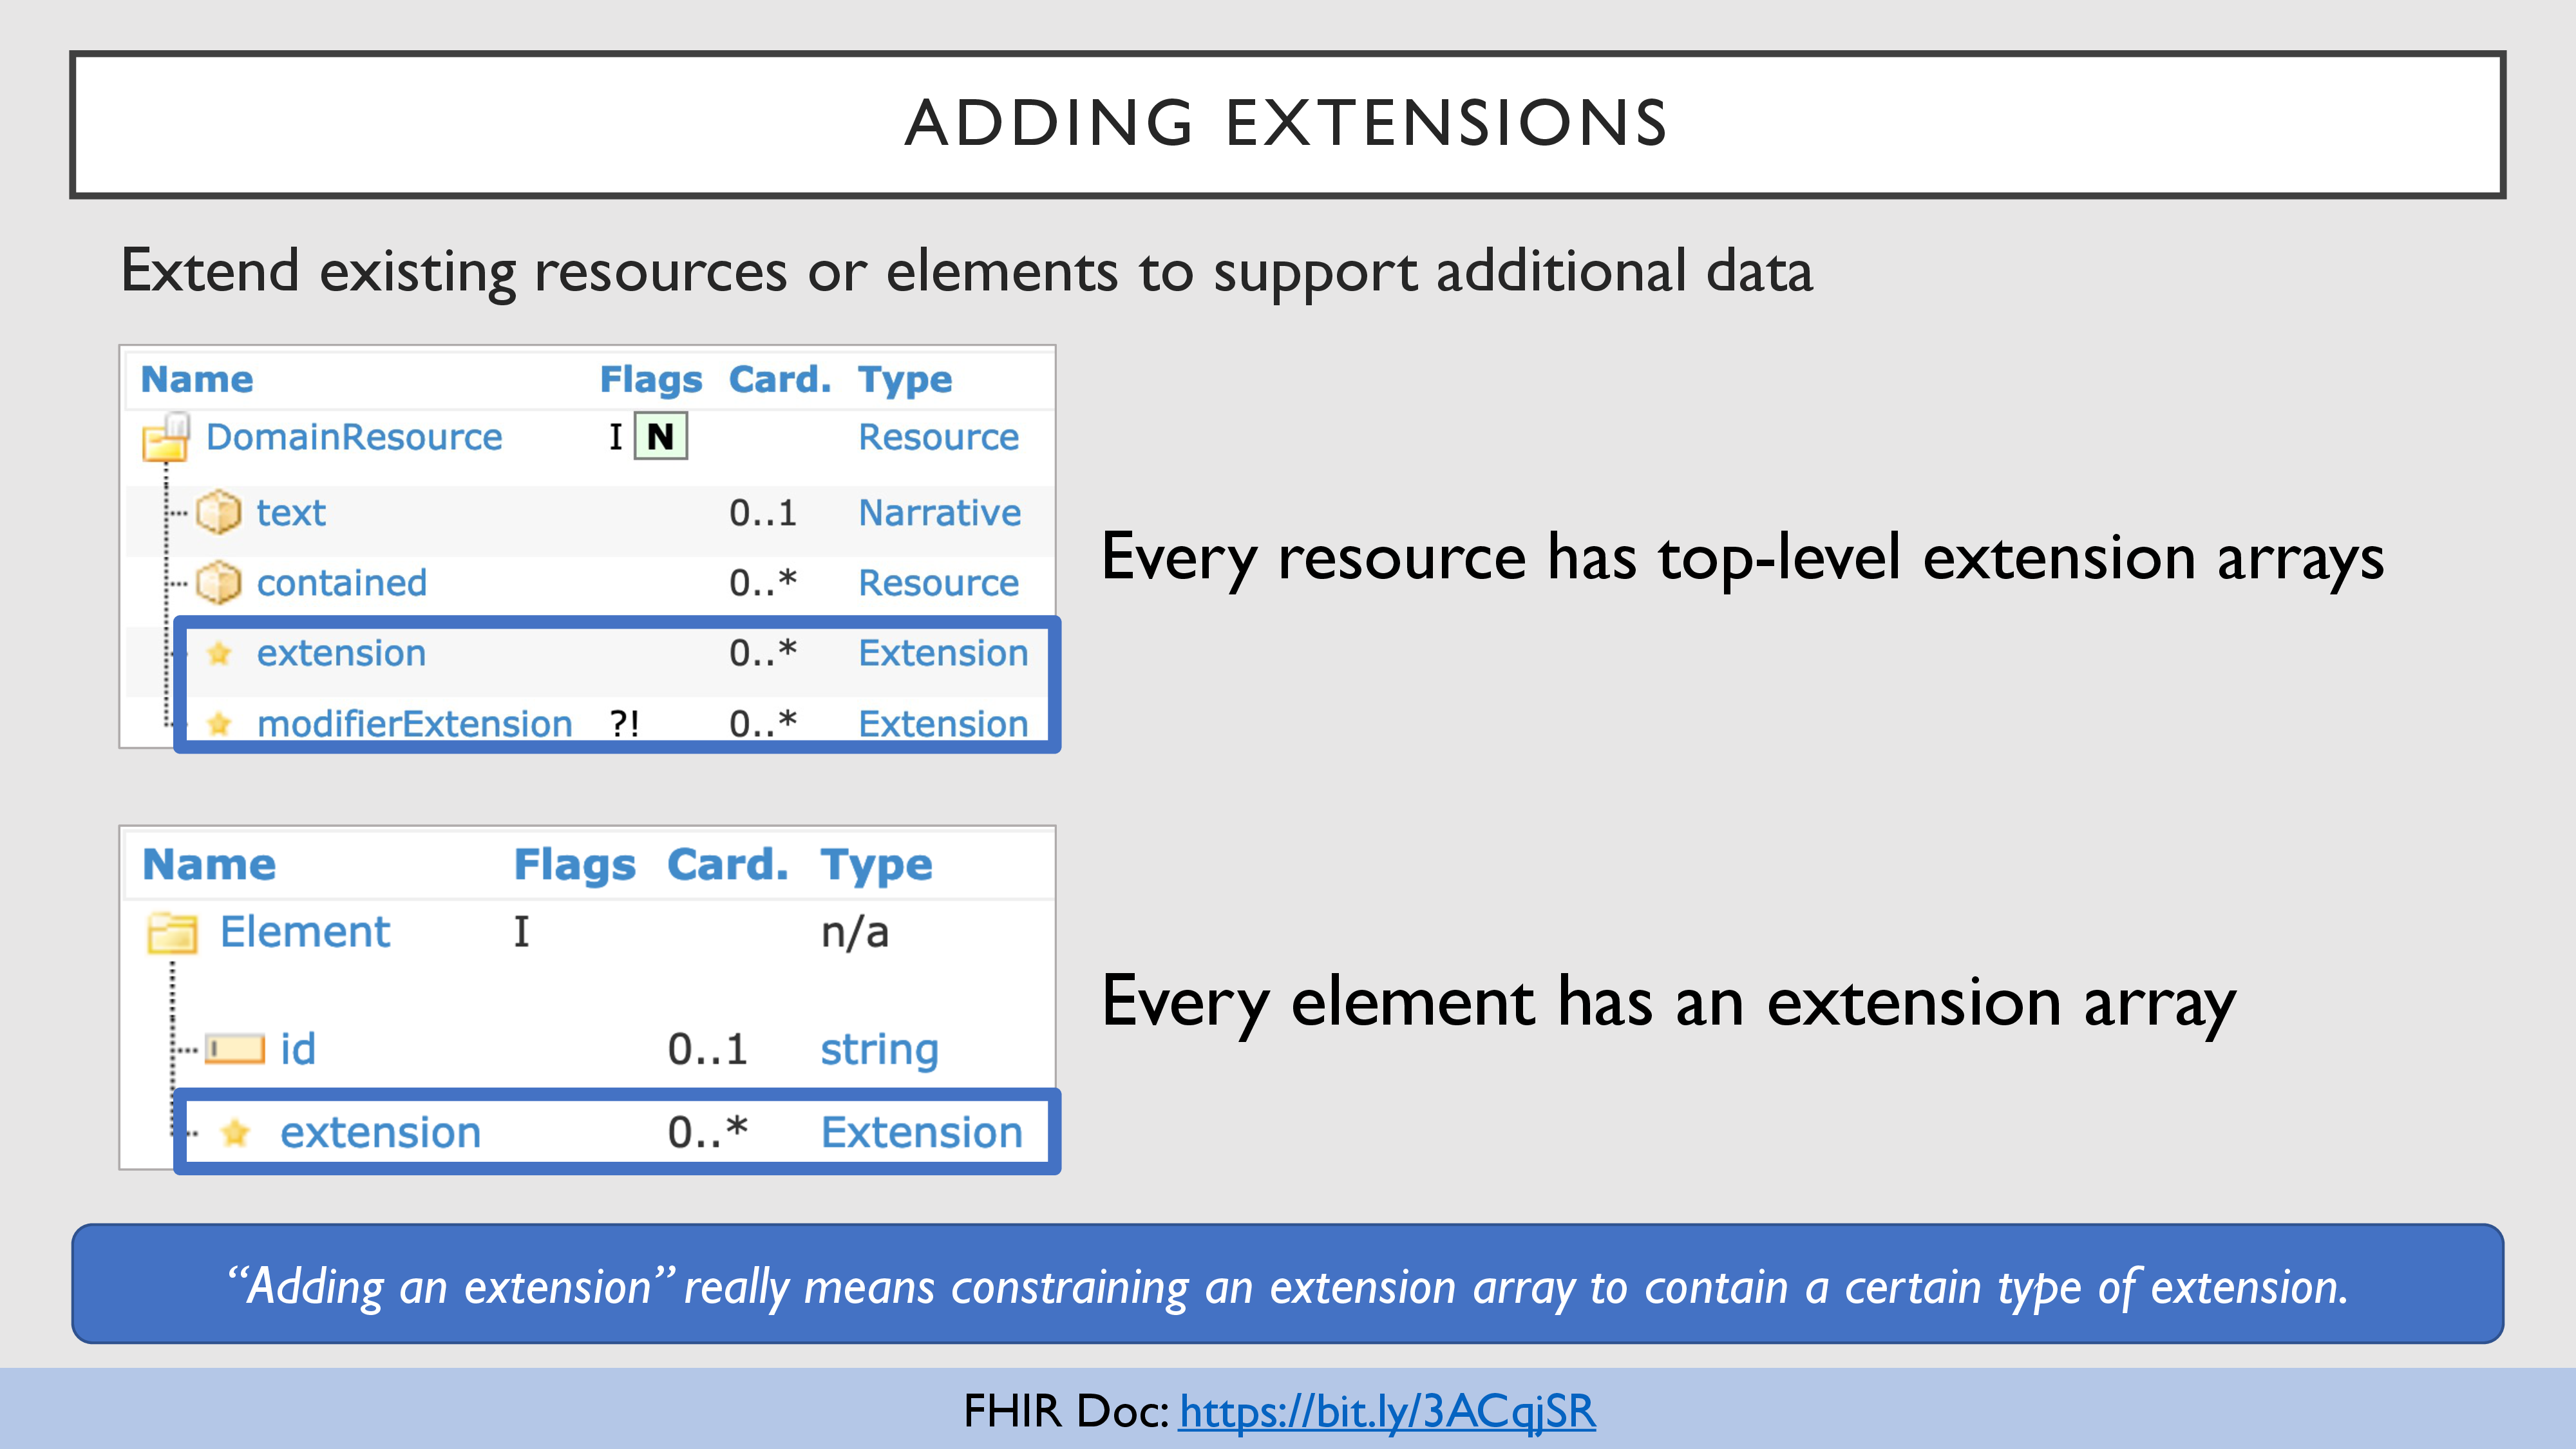 ADDING EXTENSIONS
Extend existing resources or elements to support additional data
Name Flags Card. Type
DomainResource I N Resource
text 0..1 Narrative
contained 0..* Resource
extension 0..* Extension
modifierExtension ?! 0..* Extension
Every resource has top-level extension arrays
Name Flags Card. Type
Element I n/a
id 0..1 string
extension 0..* Extension
Every element has an extension array
“Adding an extension” really means constraining an extension array to contain a certain type of extension.
FHIR Doc: https://bit.ly/3ACqjSR